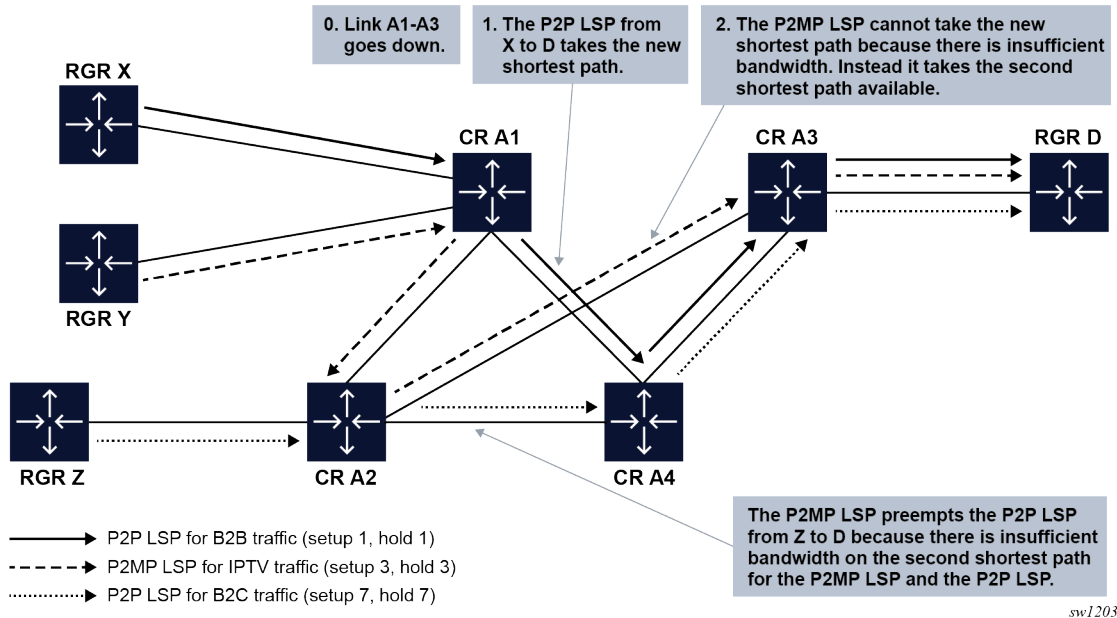 0. Link A1-A3
goes down.
1. The P2P LSP from
X to D takes the new
shortest path.
2. The P2MP LSP cannot take the new
shortest path because there is insufficient
bandwidth. Instead it takes the second
shortest path available.
RGR X
CR A1
CR A3
RGR D
RGR Y
RGR Z
CR A2
CR A4
The P2MP LSP preempts the P2P LSP
from Z to D because there is insufficient
bandwidth on the second shortest path
for the P2MP LSP and the P2P LSP.
P2P LSP for B2B traffic (setup 1, hold 1)
P2MP LSP for IPTV traffic (setup 3, hold 3)
P2P LSP for B2C traffic (setup 7, hold 7)
sw1203